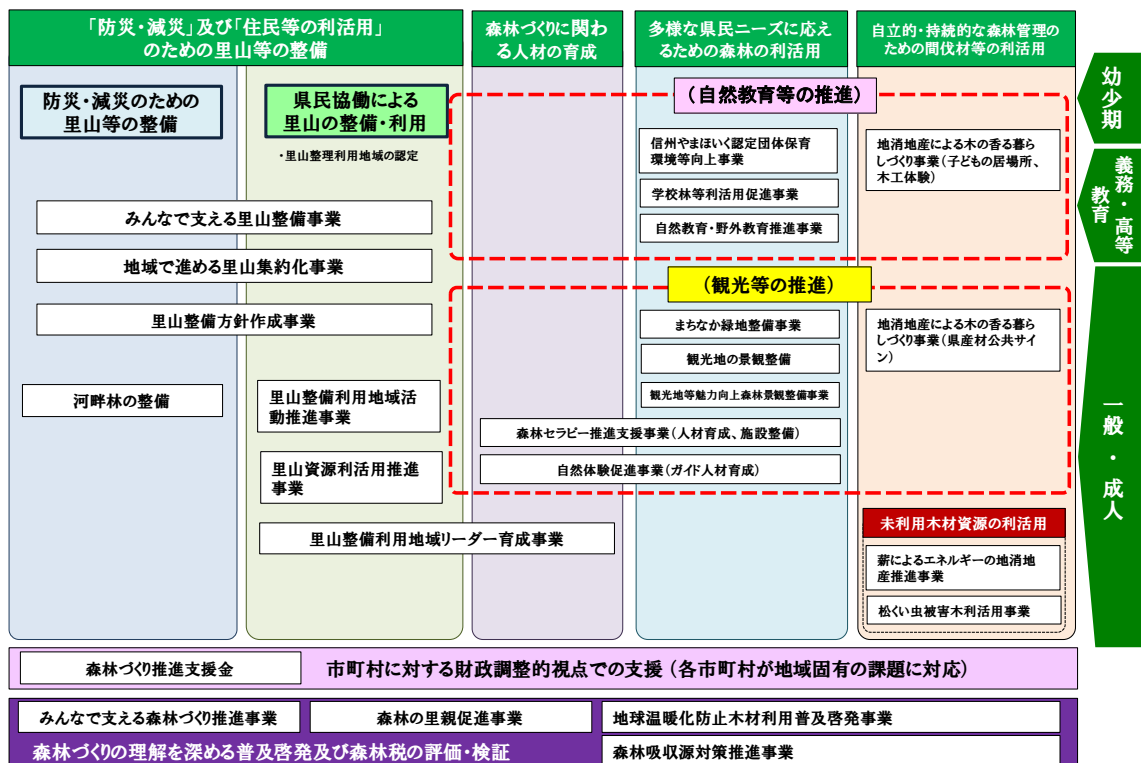 「防災・減災」及び「住民等の利活用」
のための里山等の整備
森林づくりに関わ
る人材の育成
多様な県民ニーズに応え
るための森林の利活用
自立的・持続的な森林管理
のための間伐材等の利活用
幼少期
義務・高等
教育
一般・成人
防災・減災のための
里山等の整備
県民協働による
里山の整備・利用
・里山整理利用地域の認定
（自然教育等の推進）
信州やまほいく認定団体保育
環境等向上事業
学校林等利活用促進事業
自然教育・野外教育推進事業
地消地産による木の香る暮ら
しづくり事業（子どもの居場所、
木工体験）
みんなで支える里山整備事業
地域で進める里山集約化事業
里山整備方針作成事業
（観光等の推進）
まちなか緑地整備事業
観光地の景観整備
観光地等魅力向上森林景観整備事業
地消地産による木の香る暮ら
しづくり事業（県産材公共サイ
ン）
河畔林の整備
里山整備利用地域活
動推進事業
森林セラピー推進支援事業（人材育成、施設整備）
里山資源利活用推進
事業
自然体験促進事業（ガイド人材育成）
里山整備利用地域リーダー育成事業
未利用木材資源の利活用
薪によるエネルギーの地消地
産推進事業
松くい虫被害木利活用事業
森林づくり推進支援金
市町村に対する財政調整的視点での支援（各市町村が地域固有の課題に対応）
みんなで支える森林づくり推進事業
森林の里親促進事業
地球温暖化防止木材利用普及啓発事業
森林づくりの理解を深める普及啓発及び森林税の評価・検証
森林吸収源対策推進事業